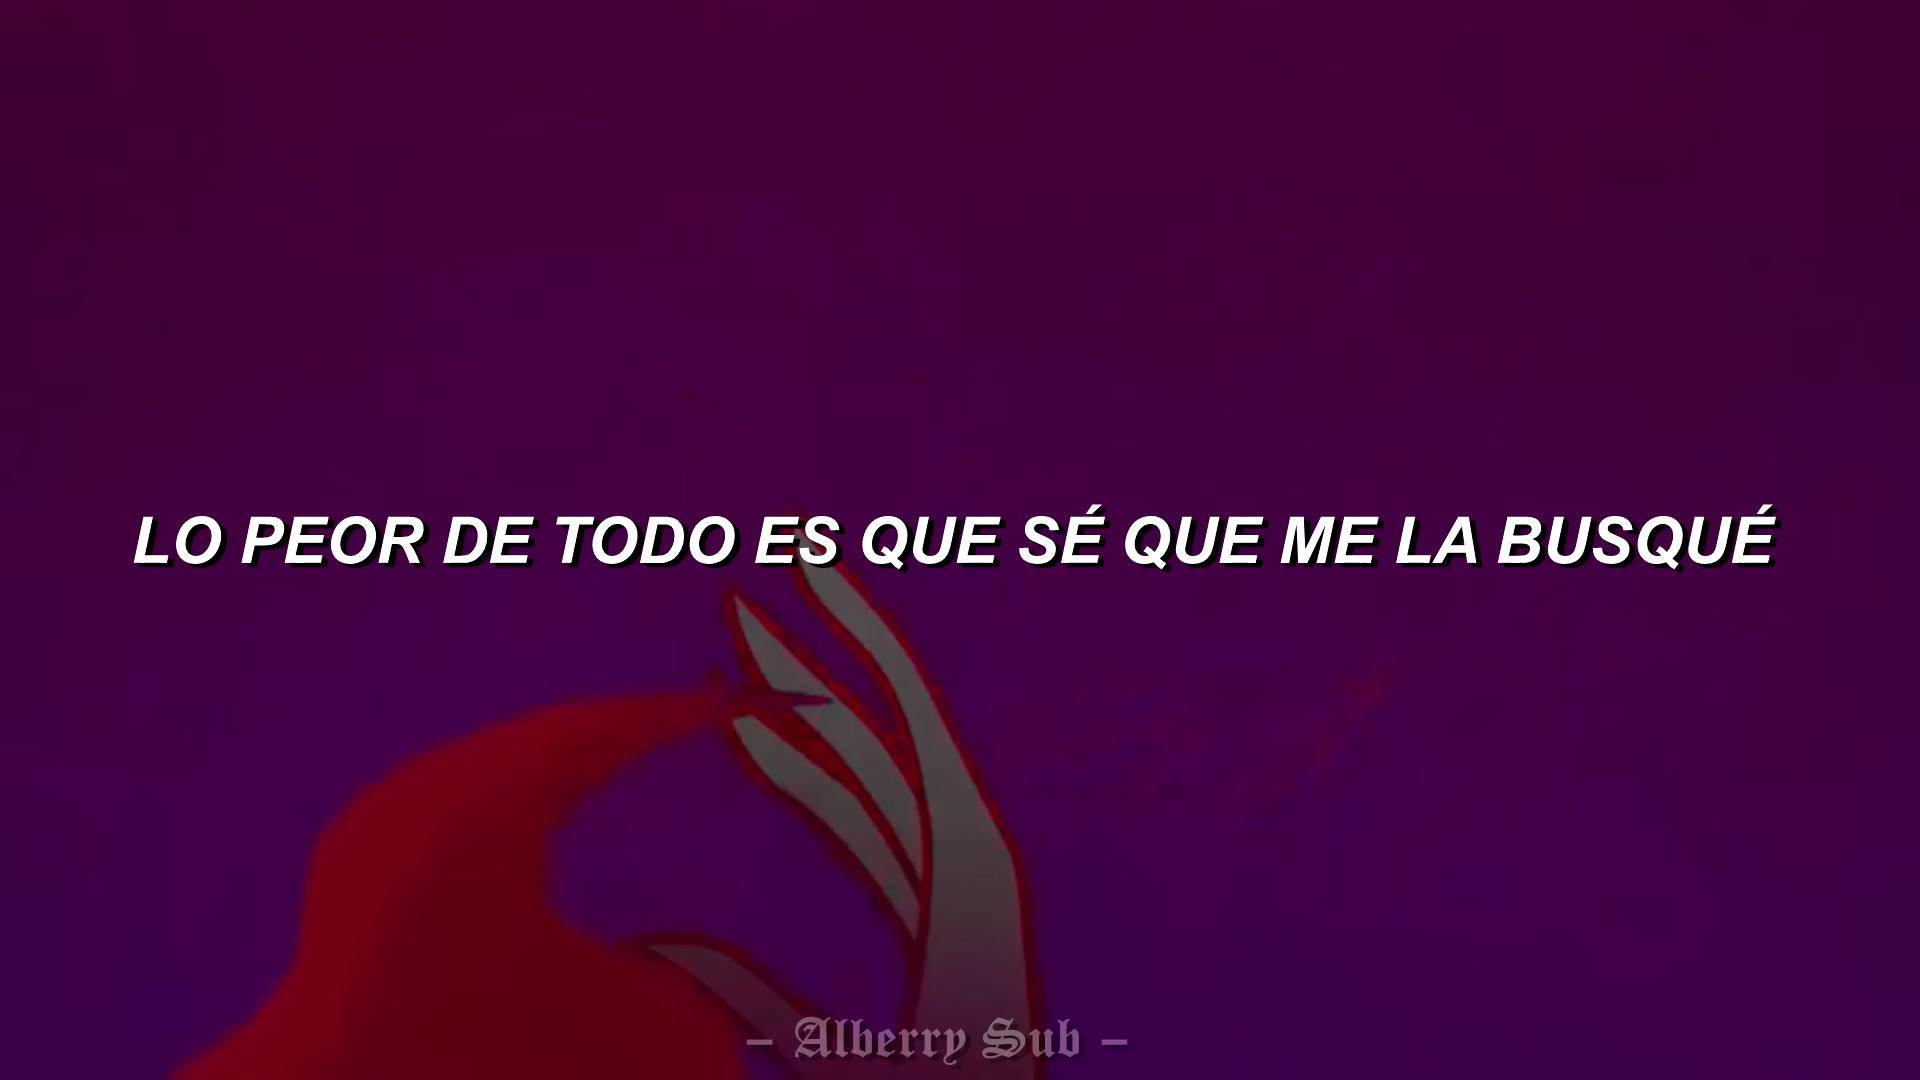 LO PEOR DE TODO ES QUE SÉ QUE ME LA BUSQUÉ
– Alberry Sub –